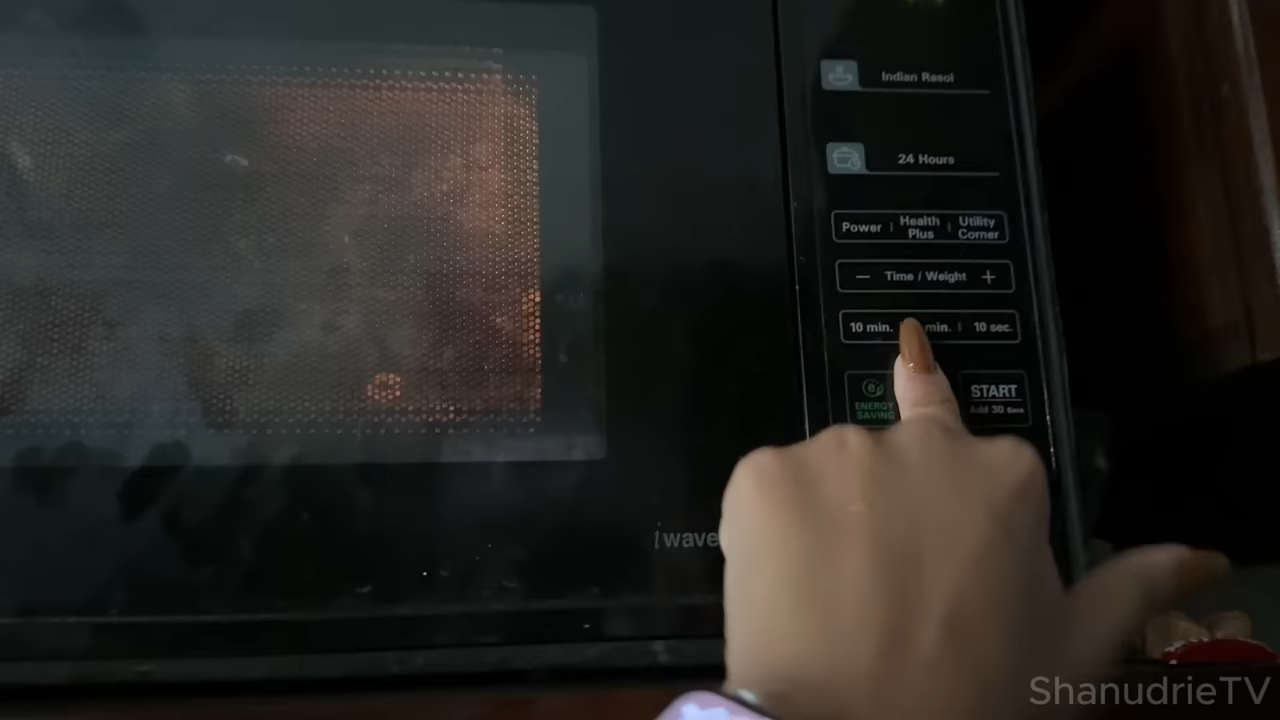 Indian Rasoi
24 Hours
Power | Health Plus | Utility Corner
− Time / Weight +
10 min. min. | 10 sec.
ENERGY SAVING
START
Add 30 Secs
i wave
ShanudrieTV